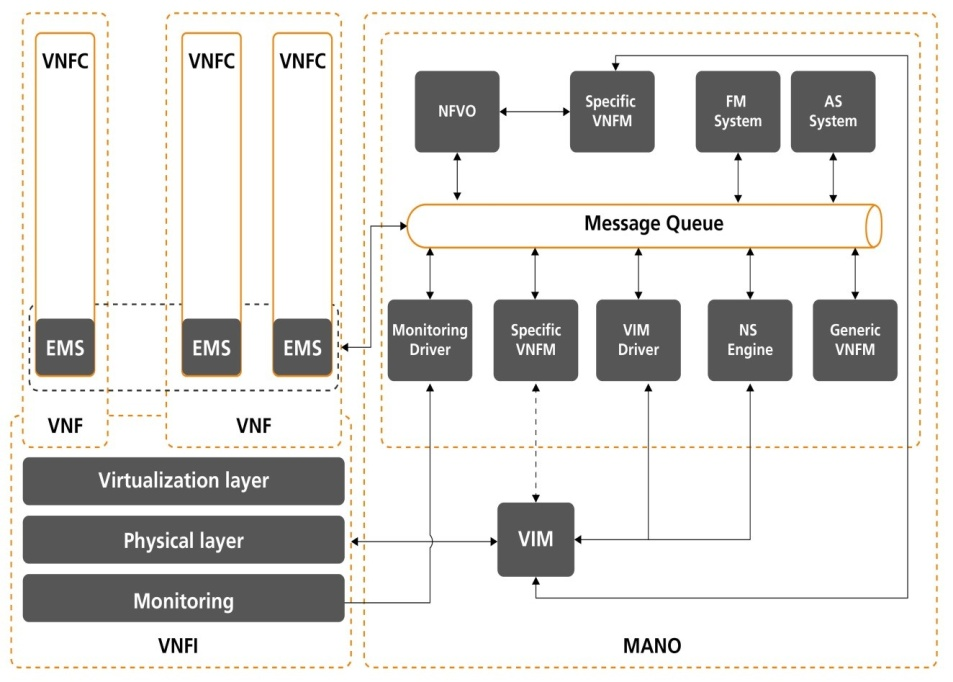 VNFC
VNFC
VNFC
EMS
EMS
EMS
VNF
VNF
Virtualization layer
Physical layer
Monitoring
VNFI
NFVO
Specific
VNFM
FM
System
AS
System
Message Queue
Monitoring
Driver
Specific
VNFM
VIM
Driver
NS
Engine
Generic
VNFM
VIM
MANO